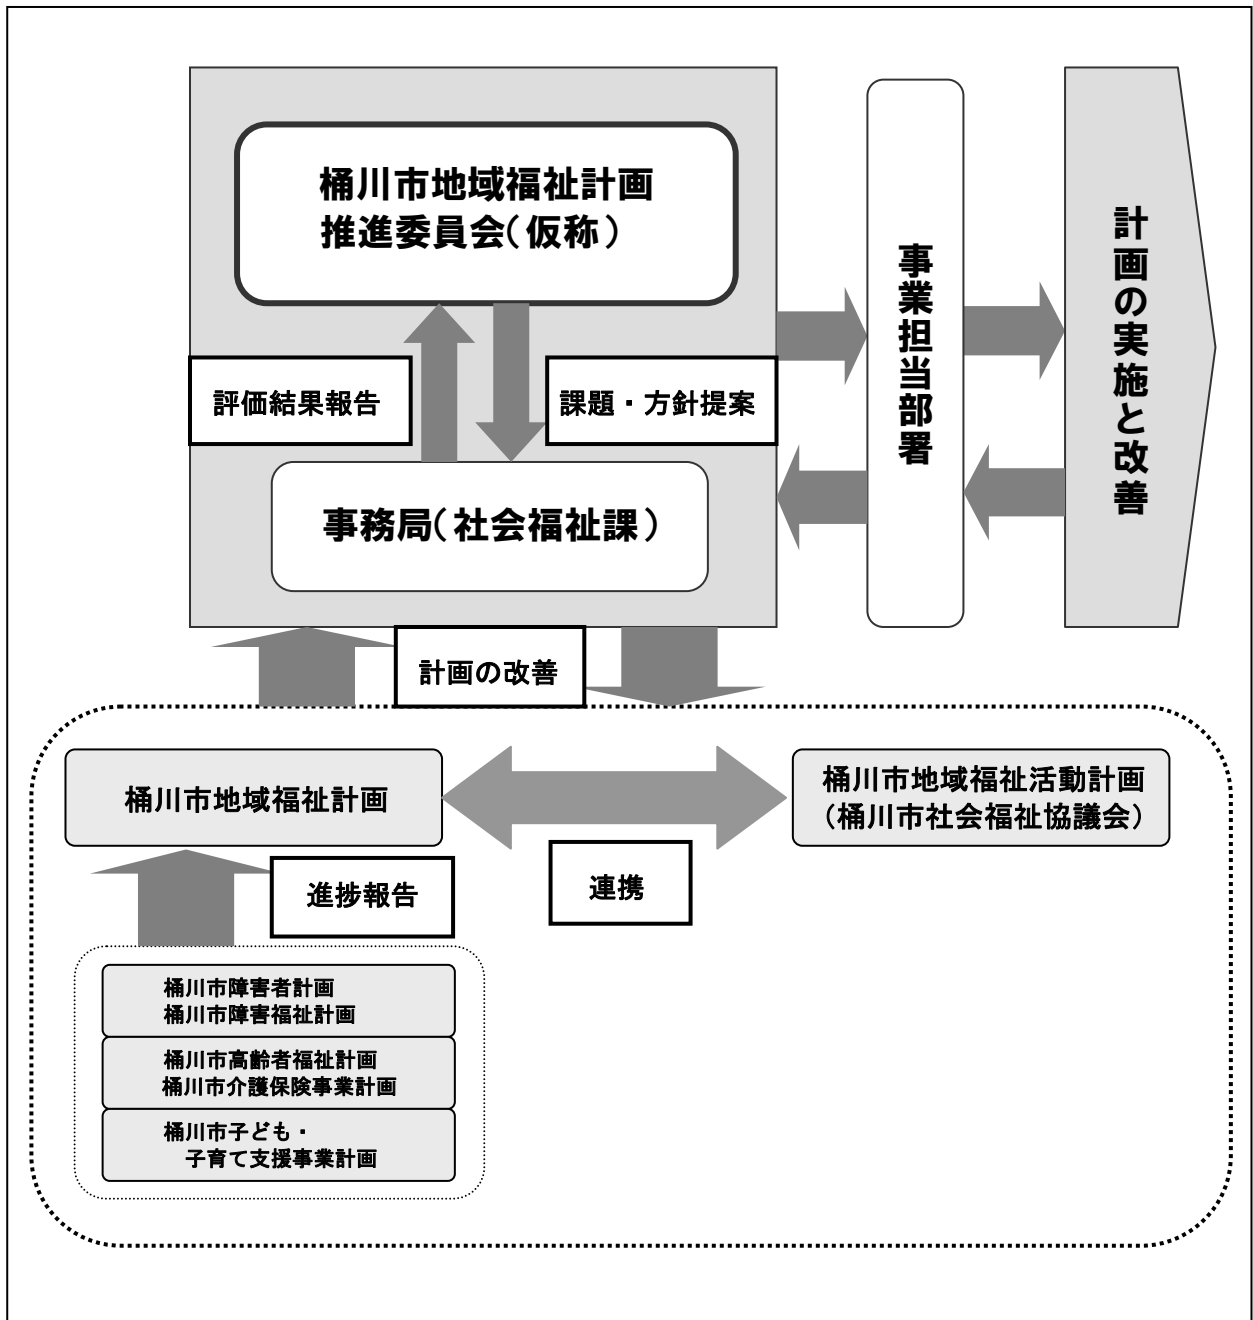 桶川市地域福祉計画
推進委員会（仮称）
評価結果報告
課題・方針提案
事務局（社会福祉課）
事業担当部署
計画の実施と改善
計画の改善
桶川市地域福祉計画
桶川市地域福祉活動計画
（桶川市社会福祉協議会）
進捗報告
連携
桶川市障害者計画
桶川市障害福祉計画
桶川市高齢者福祉計画
桶川市介護保険事業計画
桶川市子ども・
子育て支援事業計画